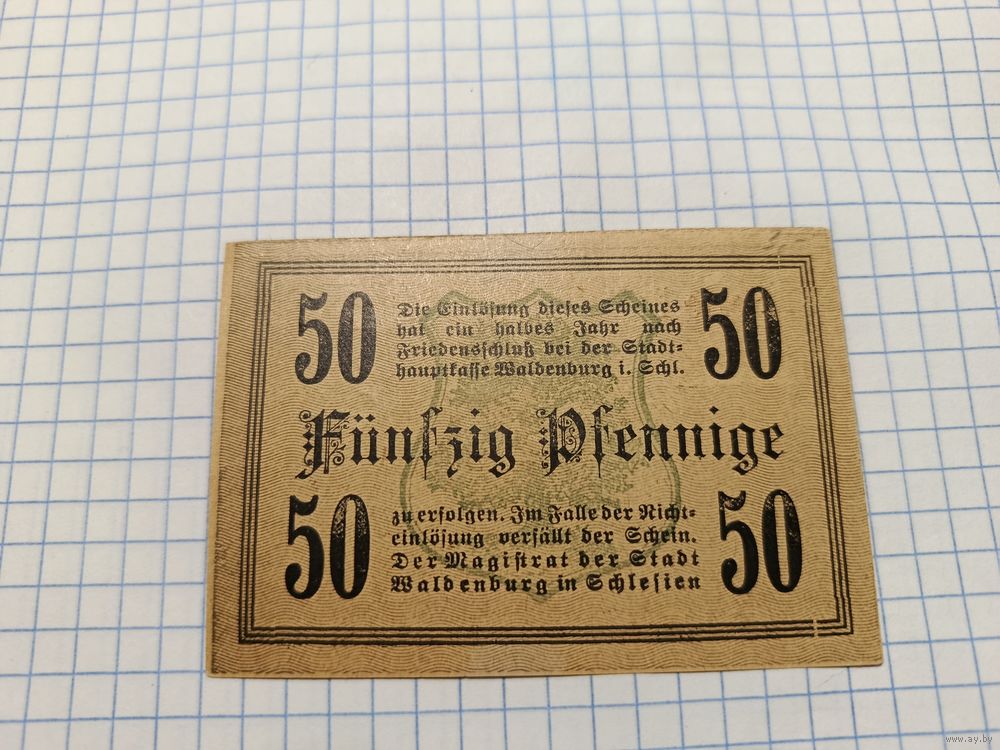 50 50
Die Einlösung dieses Scheines
hat ein halbes Jahr nach
Friedensschluß bei der Stadt=
hauptkasse Waldenburg i. Schl.
Fünfzig Pfennige
50 50
zu erfolgen. Im Falle der Nicht=
einlösung verfällt der Schein.
Der Magistrat der Stadt
Waldenburg in Schlesien
www.ay.by